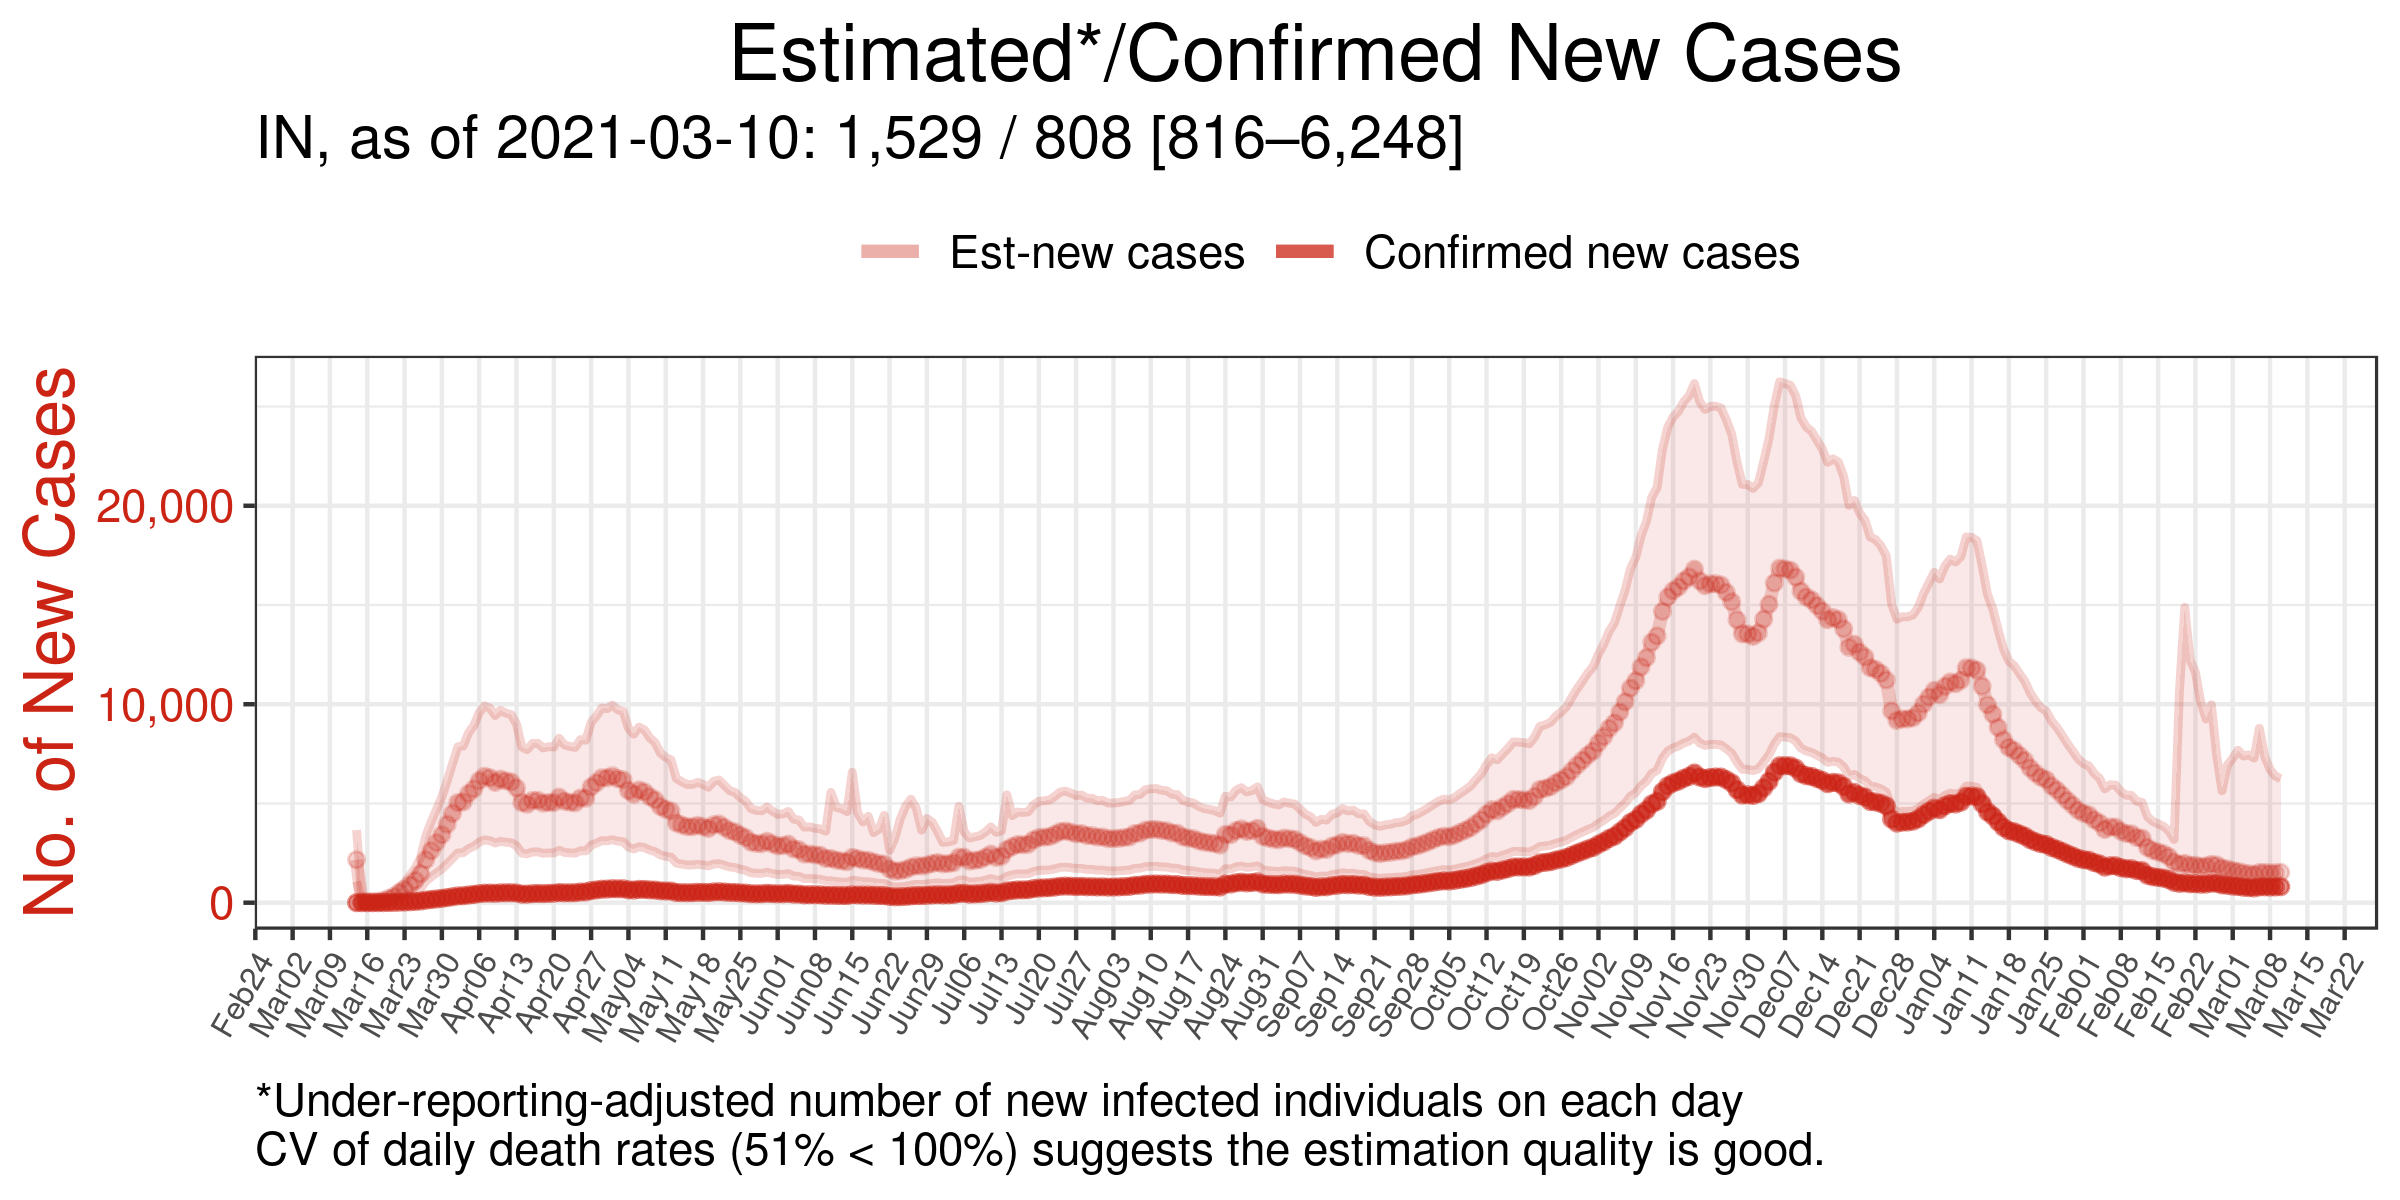 Estimated*/Confirmed New Cases
IN, as of 2021-03-10: 1,529 / 808 [816–6,248]
Est-new cases
Confirmed new cases
No. of New Cases
20,000
10,000
0
Feb24
Mar02
Mar09
Mar16
Mar23
Mar30
Apr06
Apr13
Apr20
Apr27
May04
May11
May18
May25
Jun01
Jun08
Jun15
Jun22
Jun29
Jul06
Jul13
Jul20
Jul27
Aug03
Aug10
Aug17
Aug24
Aug31
Sep07
Sep14
Sep21
Sep28
Oct05
Oct12
Oct19
Oct26
Nov02
Nov09
Nov16
Nov23
Nov30
Dec07
Dec14
Dec21
Dec28
Jan04
Jan11
Jan18
Jan25
Feb01
Feb08
Feb15
Feb22
Mar01
Mar08
Mar15
Mar22
*Under-reporting-adjusted number of new infected individuals on each day
CV of daily death rates (51% < 100%) suggests the estimation quality is good.